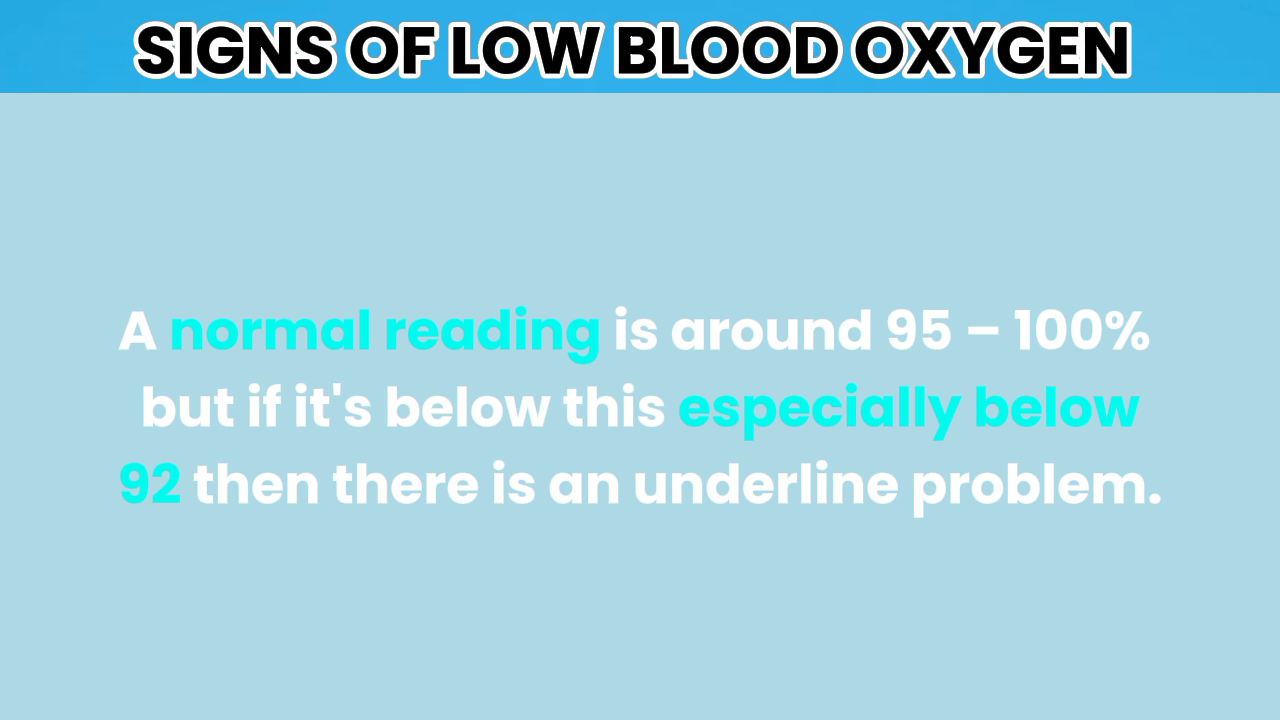 SIGNS OF LOW BLOOD OXYGEN
A normal reading is around 95 – 100%
but if it's below this especially below
92 then there is an underline problem.